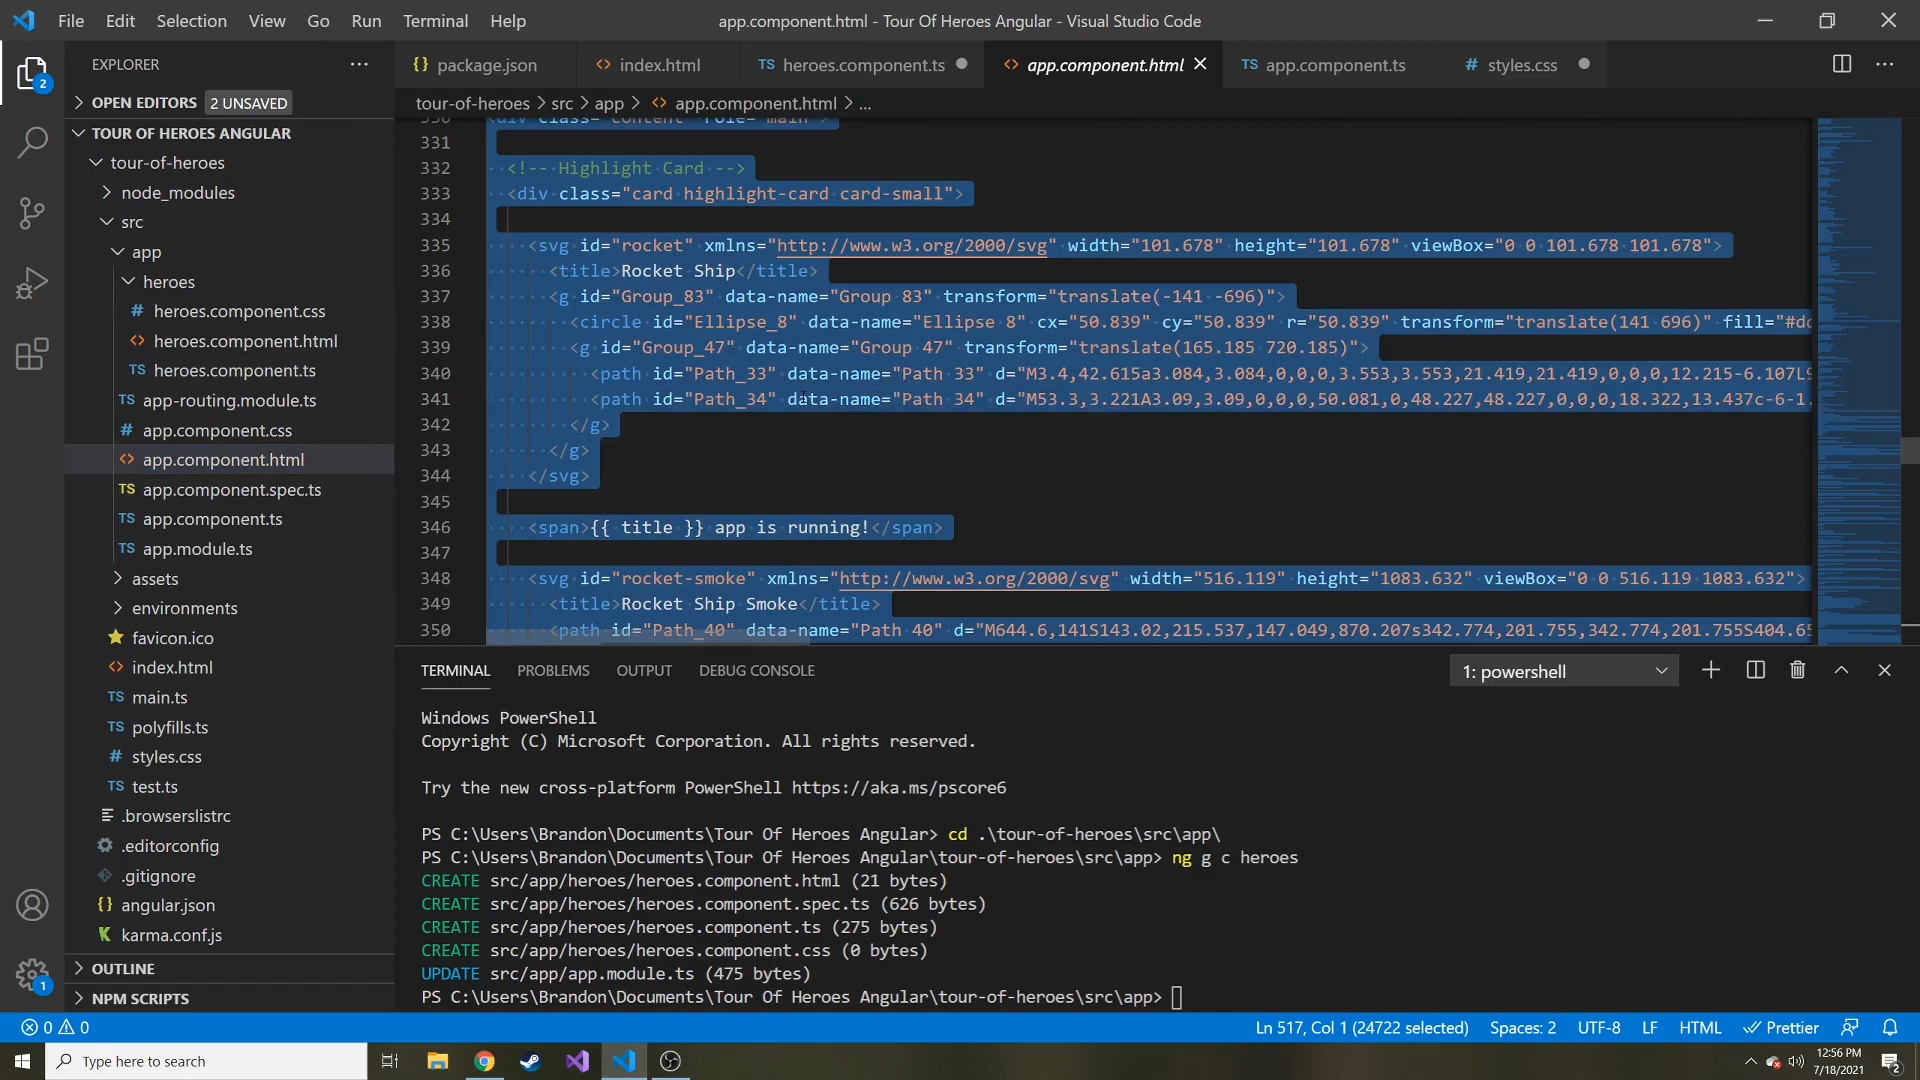 File Edit Selection View Go Run Terminal Help
app.component.html - Tour Of Heroes Angular - Visual Studio Code
EXPLORER
2
OPEN EDITORS 2 UNSAVED
TOUR OF HEROES ANGULAR
tour-of-heroes
node_modules
src
app
heroes
heroes.component.css
heroes.component.html
TS heroes.component.ts
TS app-routing.module.ts
app.component.css
app.component.html
TS app.component.spec.ts
TS app.component.ts
TS app.module.ts
assets
environments
favicon.ico
index.html
TS main.ts
TS polyfills.ts
styles.css
TS test.ts
.browserslistrc
.editorconfig
.gitignore
angular.json
karma.conf.js
OUTLINE
NPM SCRIPTS
1
package.json
index.html
TS heroes.component.ts
app.component.html
TS app.component.ts
styles.css
tour-of-heroes > src > app > app.component.html > ...
330 <div class="content" role="main">
331
332 <!-- Highlight Card -->
333 <div class="card highlight-card card-small">
334
335 <svg id="rocket" xmlns="http://www.w3.org/2000/svg" width="101.678" height="101.678" viewBox="0 0 101.678 101.678">
336 <title>Rocket Ship</title>
337 <g id="Group_83" data-name="Group 83" transform="translate(-141 -696)">
338 <circle id="Ellipse_8" data-name="Ellipse 8" cx="50.839" cy="50.839" r="50.839" transform="translate(141 696)" fill="#dd
339 <g id="Group_47" data-name="Group 47" transform="translate(165.185 720.185)">
340 <path id="Path_33" data-name="Path 33" d="M3.4,42.615a3.084,3.084,0,0,0,3.553,3.553,21.419,21.419,0,0,0,12.215-6.107L9
341 <path id="Path_34" data-name="Path 34" d="M53.3,3.221A3.09,3.09,0,0,0,50.081,0,48.227,48.227,0,0,0,18.322,13.437c-6-1.
342 </g>
343 </g>
344 </svg>
345
346 <span>{{ title }} app is running!</span>
347
348 <svg id="rocket-smoke" xmlns="http://www.w3.org/2000/svg" width="516.119" height="1083.632" viewBox="0 0 516.119 1083.632">
349 <title>Rocket Ship Smoke</title>
350 <path id="Path_40" data-name="Path 40" d="M644.6,141S143.02,215.537,147.049,870.207s342.774,201.755,342.774,201.755S404.65
TERMINAL PROBLEMS OUTPUT DEBUG CONSOLE
1: powershell
Windows PowerShell
Copyright (C) Microsoft Corporation. All rights reserved.
Try the new cross-platform PowerShell https://aka.ms/pscore6
PS C:\Users\Brandon\Documents\Tour Of Heroes Angular> cd .\tour-of-heroes\src\app\
PS C:\Users\Brandon\Documents\Tour Of Heroes Angular\tour-of-heroes\src\app> ng g c heroes
CREATE src/app/heroes/heroes.component.html (21 bytes)
CREATE src/app/heroes/heroes.component.spec.ts (626 bytes)
CREATE src/app/heroes/heroes.component.ts (275 bytes)
CREATE src/app/heroes/heroes.component.css (0 bytes)
UPDATE src/app/app.module.ts (475 bytes)
PS C:\Users\Brandon\Documents\Tour Of Heroes Angular\tour-of-heroes\src\app>
0 0
Ln 517, Col 1 (24722 selected) Spaces: 2 UTF-8 LF HTML Prettier
Type here to search
12:56 PM
7/18/2021
2